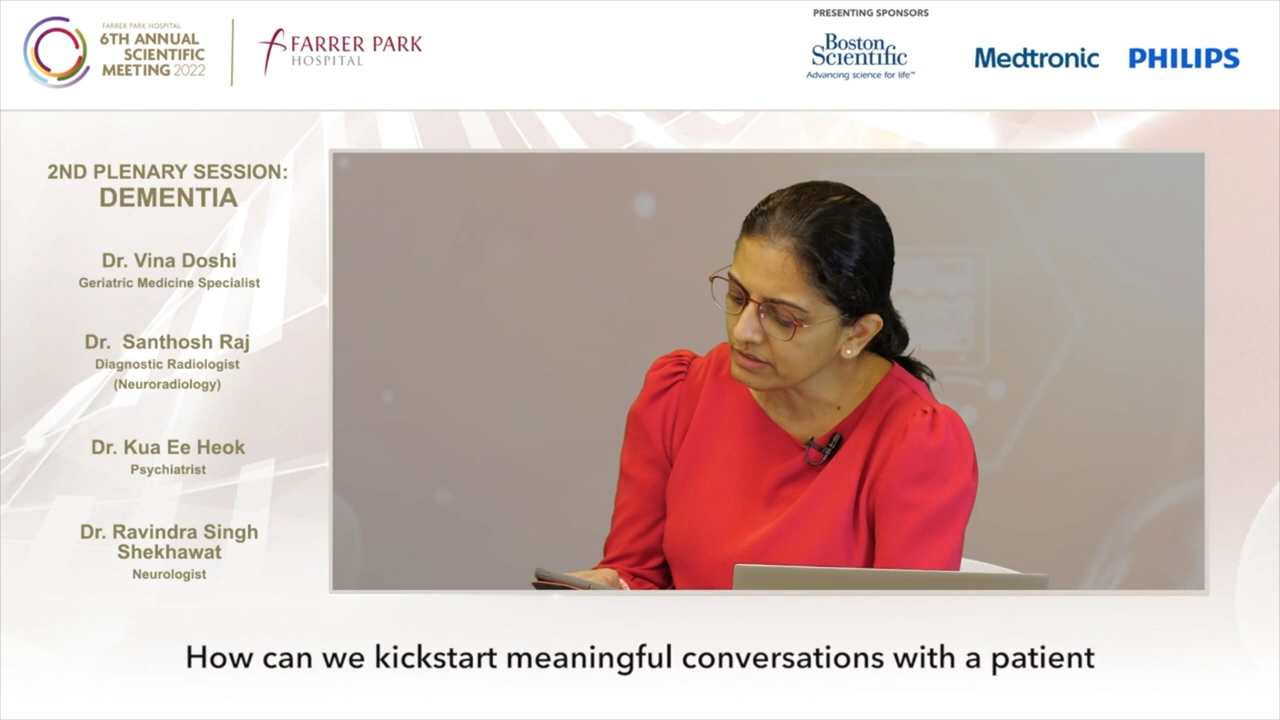 FARRER PARK HOSPITAL
6TH ANNUAL
SCIENTIFIC
MEETING 2022
FARRER PARK
HOSPITAL
PRESENTING SPONSORS
Boston
Scientific
Advancing science for life™
Medtronic
PHILIPS
2ND PLENARY SESSION:
DEMENTIA
Dr. Vina Doshi
Geriatric Medicine Specialist
Dr. Santhosh Raj
Diagnostic Radiologist
(Neuroradiology)
Dr. Kua Ee Heok
Psychiatrist
Dr. Ravindra Singh
Shekhawat
Neurologist
How can we kickstart meaningful conversations with a patient